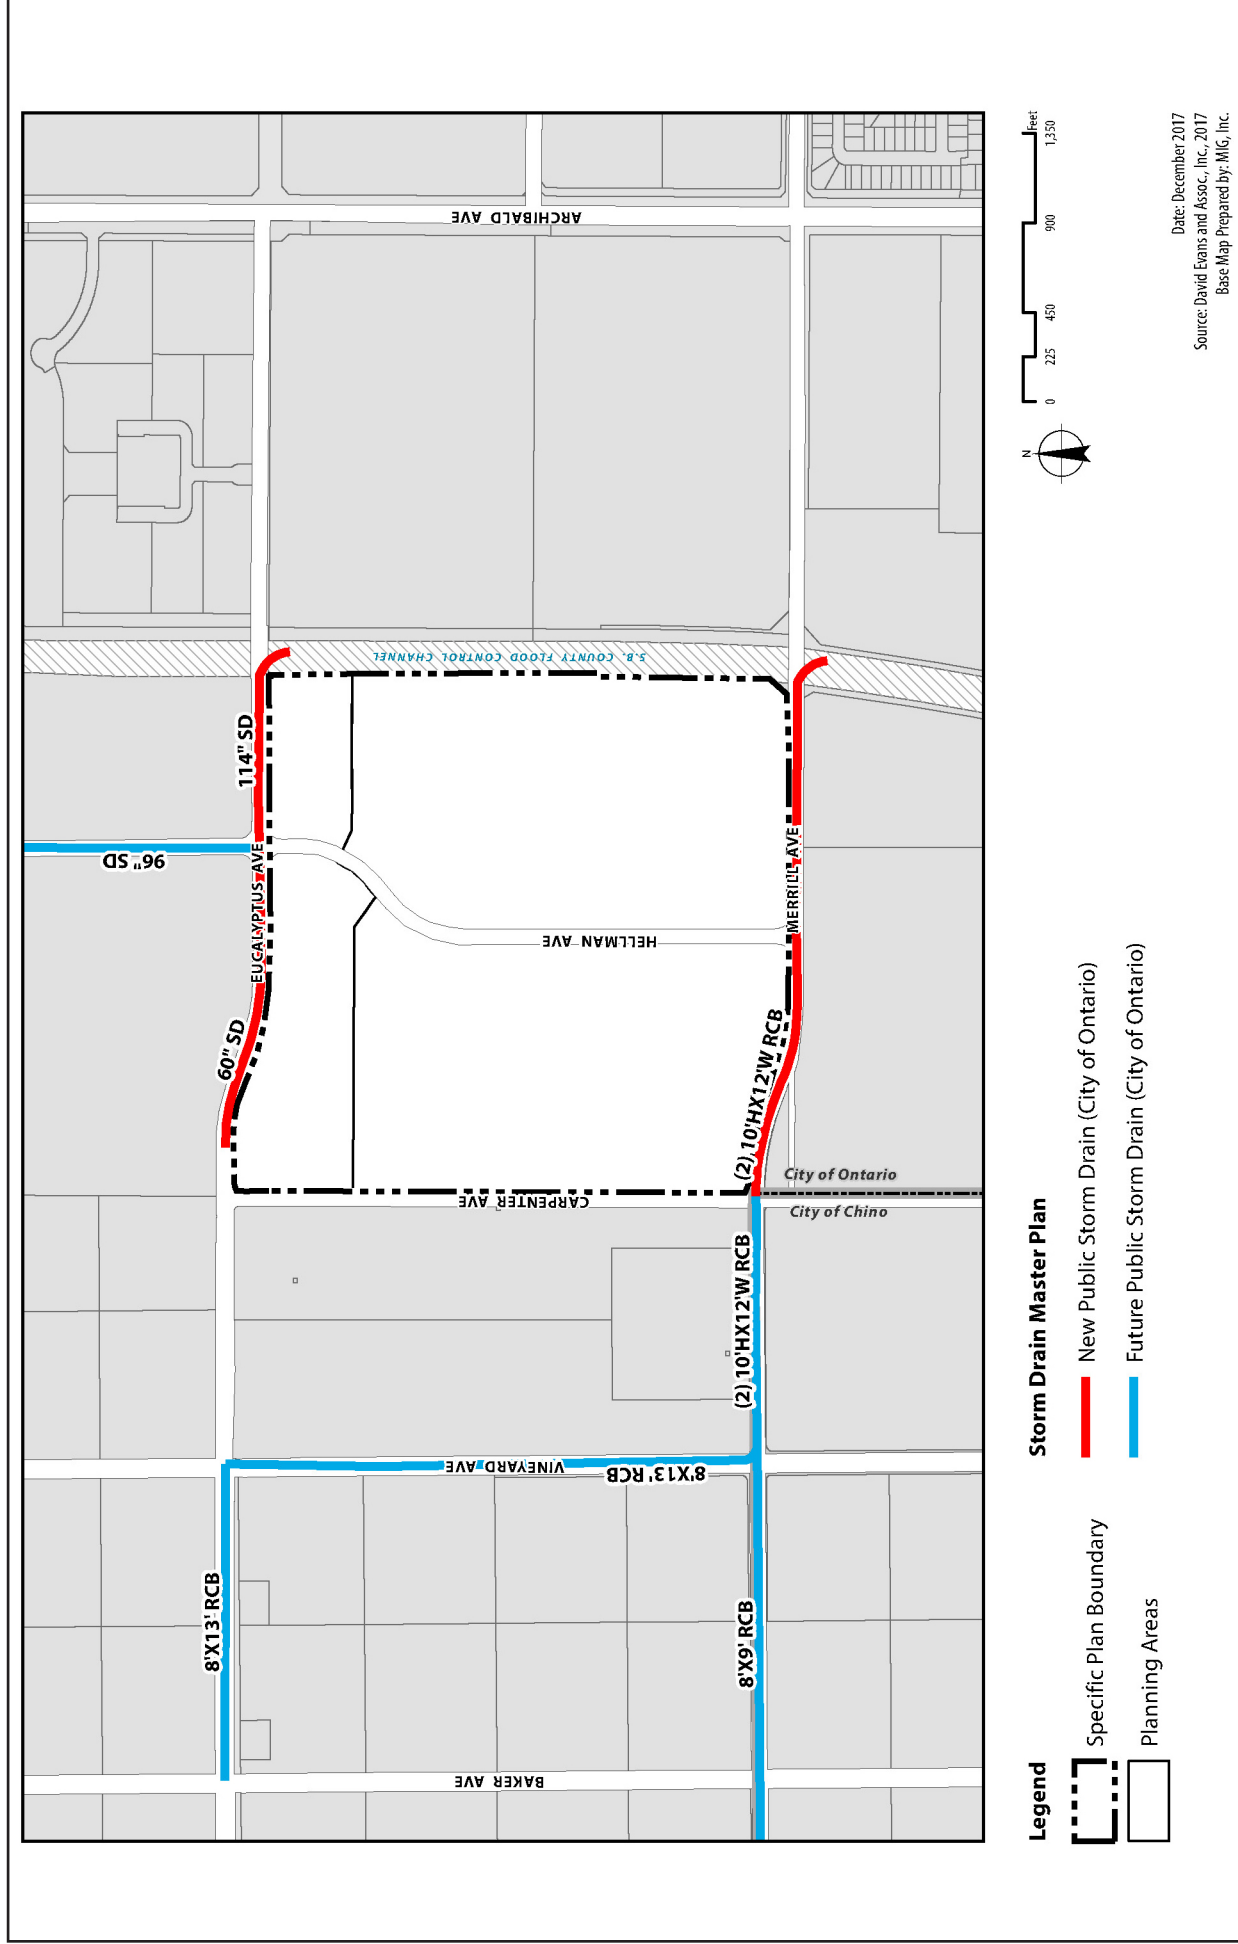 BAKER AVE
VINEYARD AVE
CARPENTER AVE
HELLMAN AVE
ARCHIBALD AVE
EUCALYPTUS AVE
MERRILL AVE
S.B. COUNTY FLOOD CONTROL CHANNEL
8'X13' RCB
8'X13' RCB
8'X9' RCB
(2) 10'HX12'W RCB
(2) 10'HX12'W RCB
60" SD
96" SD
114" SD
City of Ontario
City of Chino
Legend
Specific Plan Boundary
Planning Areas
Storm Drain Master Plan
New Public Storm Drain (City of Ontario)
Future Public Storm Drain (City of Ontario)
N
0 225 450 900 1,350
Feet
Date: December 2017
Source: David Evans and Assoc., Inc., 2017
Base Map Prepared by: MIG, Inc.